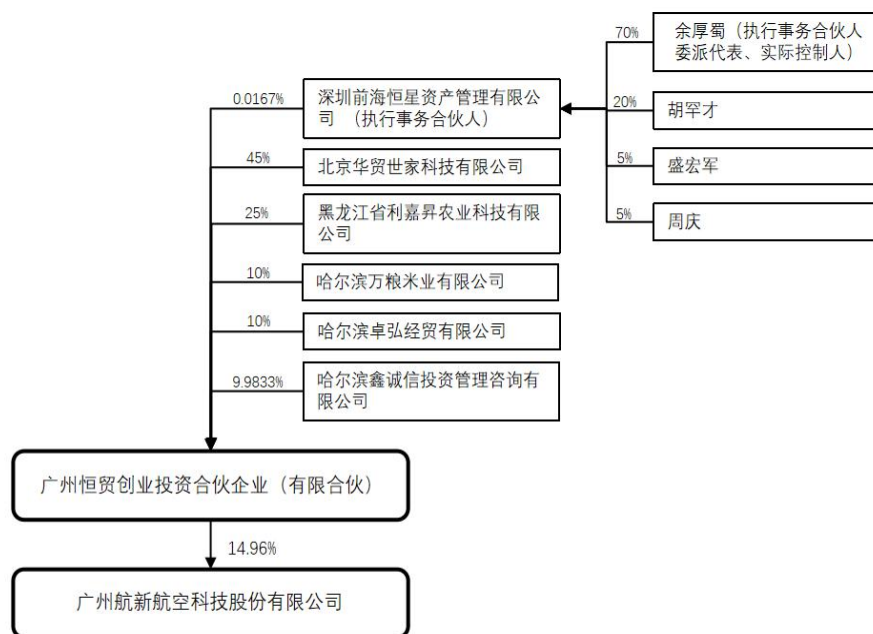 70%
余厚蜀（执行事务合伙人
委派代表、实际控制人）
0.0167%
深圳前海恒星资产管理有限公
司 （执行事务合伙人）
20%
胡罕才
45%
北京华贸世家科技有限公司
5%
盛宏军
25%
黑龙江省利嘉昇农业科技有限
公司
5%
周庆
10%
哈尔滨万粮米业有限公司
10%
哈尔滨卓弘经贸有限公司
9.9833%
哈尔滨鑫诚信投资管理咨询有
限公司
广州恒贸创业投资合伙企业（有限合伙）
14.96%
广州航新航空科技股份有限公司